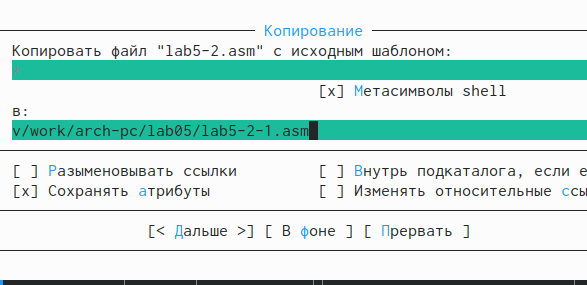 Копирование
Копировать файл "lab5-2.asm" с исходным шаблоном:
[x] Метасимволы shell
в:
v/work/arch-pc/lab05/lab5-2-1.asm
[ ] Разыменовывать ссылки [ ] Внутрь подкаталога, если е
[x] Сохранять атрибуты [ ] Изменять относительные ссы
[< Дальше >] [ В фоне ] [ Прервать ]